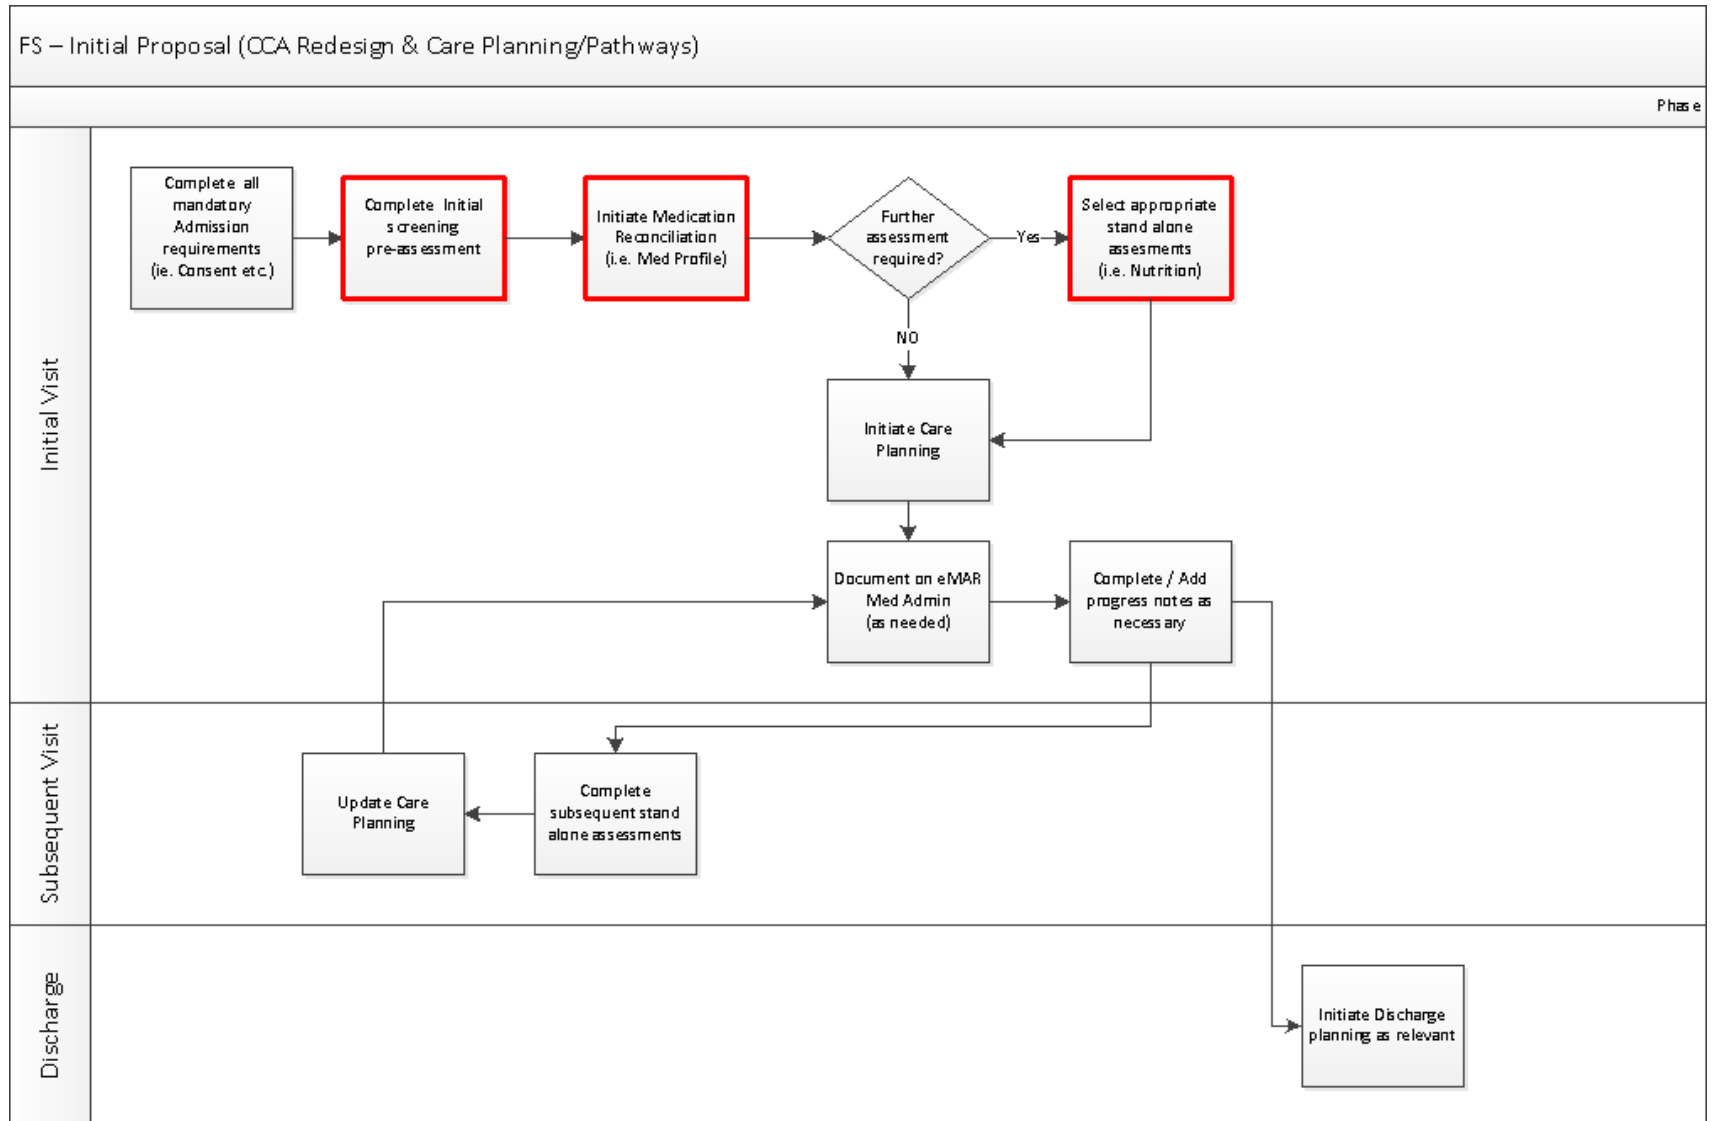 FS – Initial Proposal (CCA Redesign & Care Planning/Pathways)
Phase
Initial Visit
Complete all
mandatory
Admission
requirements
(ie. Consent etc.)
Complete Initial
screening
pre-assessment
Initiate Medication
Reconciliation
(i.e. Med Profile)
Further
assessment
required?
Yes
Select appropriate
stand alone
assesments
(i.e. Nutrition)
NO
Initiate Care
Planning
Document on eMAR
Med Admin
(as needed)
Complete / Add
progress notes as
necessary
Subsequent Visit
Update Care
Planning
Complete
subsequent stand
alone assessments
Discharge
Initiate Discharge
planning as relevant